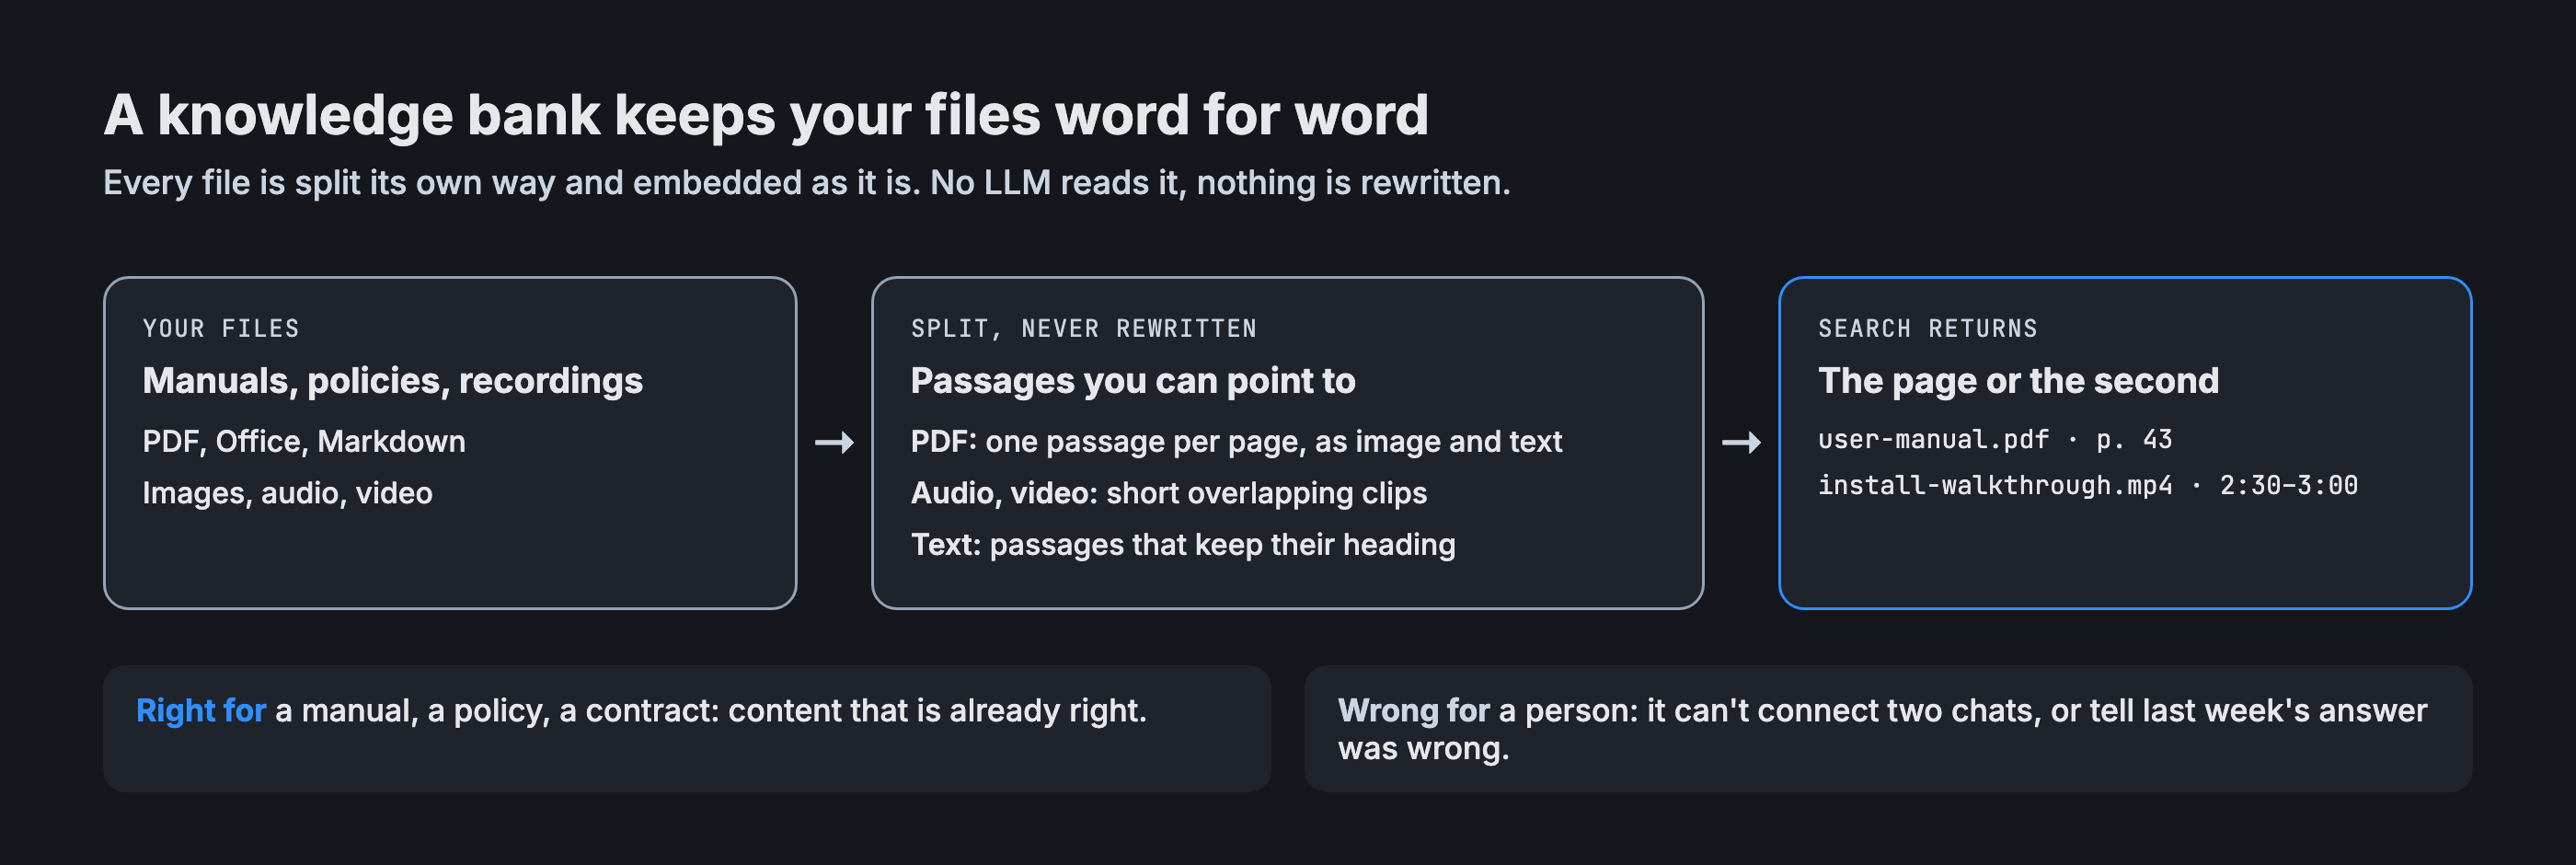 A knowledge bank keeps your files word for word
Every file is split its own way and embedded as it is. No LLM reads it, nothing is rewritten.
YOUR FILES
Manuals, policies, recordings
PDF, Office, Markdown
Images, audio, video
→
SPLIT, NEVER REWRITTEN
Passages you can point to
PDF: one passage per page, as image and text
Audio, video: short overlapping clips
Text: passages that keep their heading
→
SEARCH RETURNS
The page or the second
user-manual.pdf · p. 43
install-walkthrough.mp4 · 2:30–3:00
Right for a manual, a policy, a contract: content that is already right.
Wrong for a person: it can't connect two chats, or tell last week's answer
was wrong.